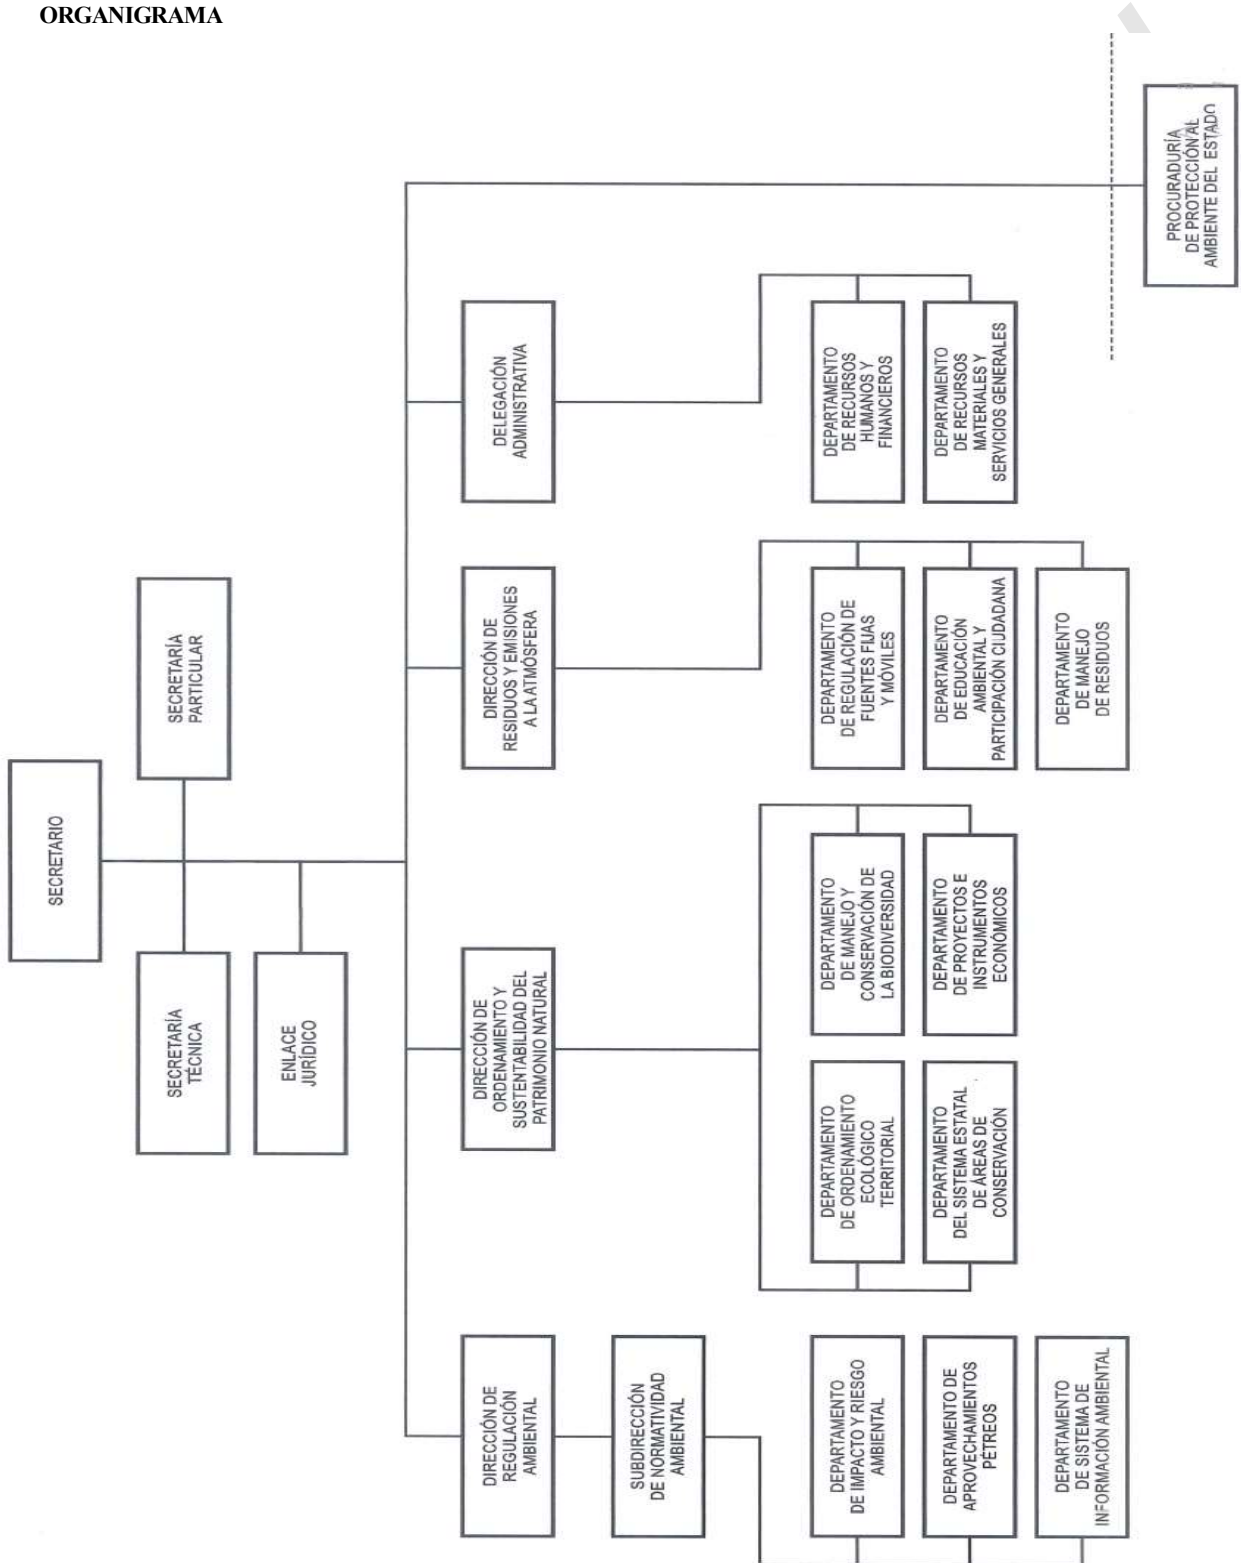 ORGANIGRAMA
SECRETARIO
SECRETARÍA
TÉCNICA
SECRETARÍA
PARTICULAR
ENLACE
JURÍDICO
DIRECCIÓN DE
REGULACIÓN
AMBIENTAL
DIRECCIÓN DE
ORDENAMIENTO Y
SUSTENTABILIDAD DEL
PATRIMONIO NATURAL
DIRECCIÓN DE
RESIDUOS Y EMISIONES
A LA ATMÓSFERA
DELEGACIÓN
ADMINISTRATIVA
SUBDIRECCIÓN
DE NORMATIVIDAD
AMBIENTAL
DEPARTAMENTO
DE IMPACTO Y RIESGO
AMBIENTAL
DEPARTAMENTO DE
APROVECHAMIENTOS
PÉTREOS
DEPARTAMENTO
DE SISTEMA DE
INFORMACIÓN AMBIENTAL
DEPARTAMENTO
DE ORDENAMIENTO
ECOLÓGICO
TERRITORIAL
DEPARTAMENTO
DEL SISTEMA ESTATAL
DE ÁREAS DE
CONSERVACIÓN
DEPARTAMENTO
DE MANEJO Y
CONSERVACIÓN DE
LA BIODIVERSIDAD
DEPARTAMENTO
DE PROYECTOS E
INSTRUMENTOS
ECONÓMICOS
DEPARTAMENTO
DE REGULACIÓN DE
FUENTES FIJAS
Y MÓVILES
DEPARTAMENTO
DE EDUCACIÓN
AMBIENTAL Y
PARTICIPACIÓN CIUDADANA
DEPARTAMENTO
DE MANEJO
DE RESIDUOS
DEPARTAMENTO
DE RECURSOS
HUMANOS Y
FINANCIEROS
DEPARTAMENTO
DE RECURSOS
MATERIALES Y
SERVICIOS GENERALES
PROCURADURÍA
DE PROTECCIÓN AL
AMBIENTE DEL ESTADO